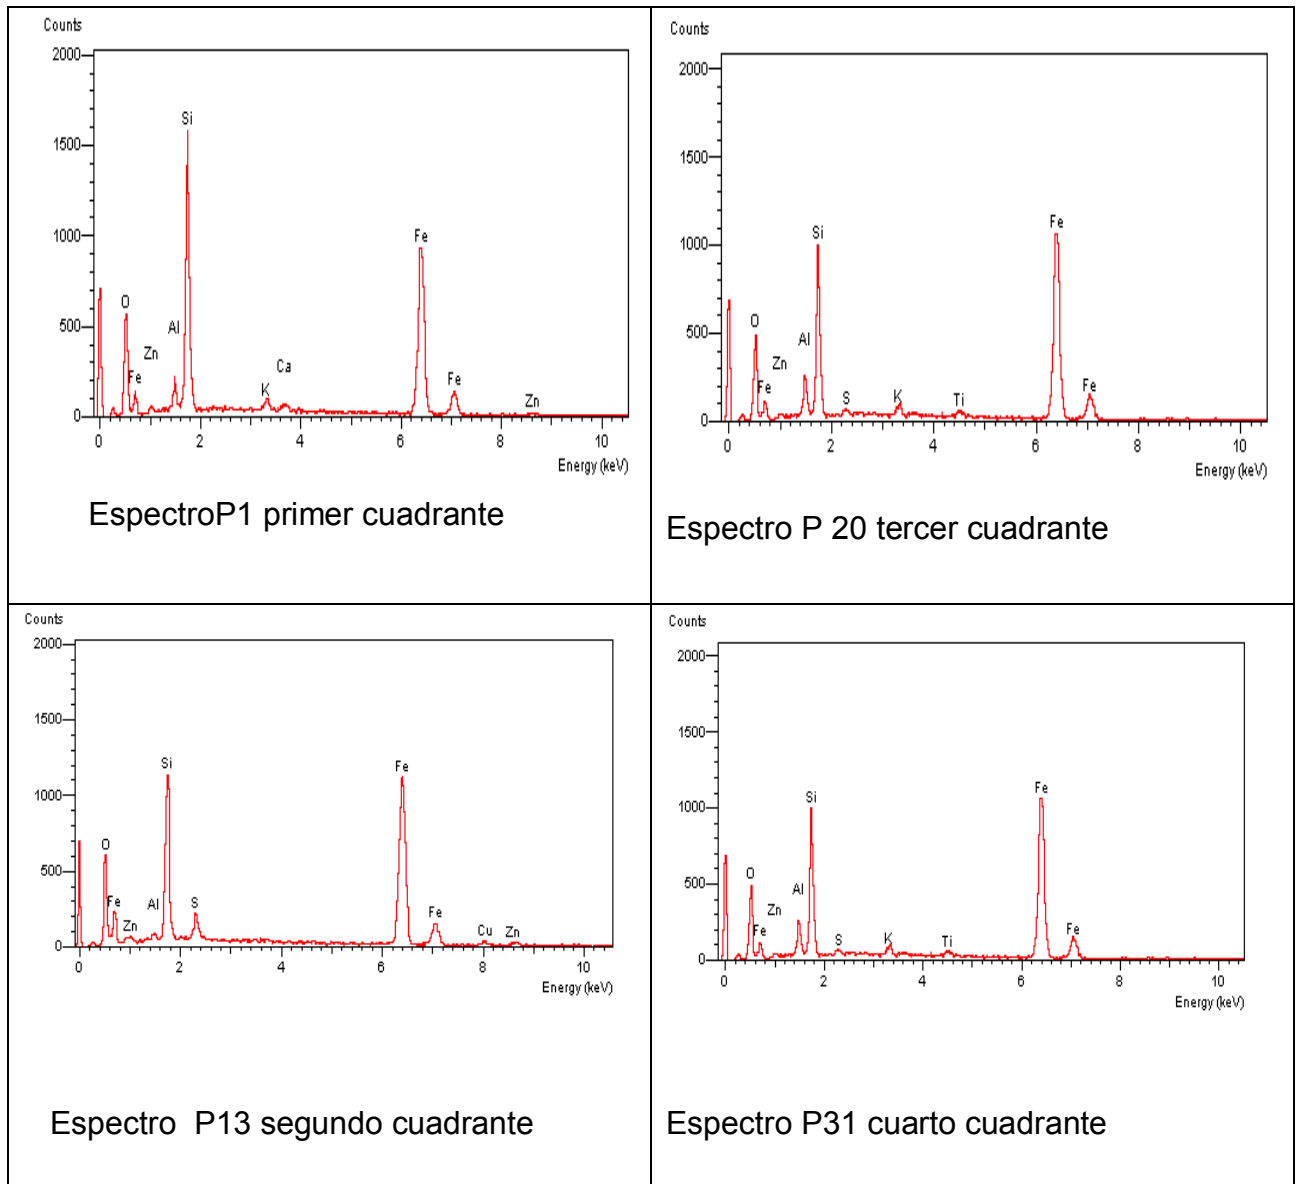 Counts
2000
1500
1000
500
0
Si
O
Fe
Zn
Al
K
Ca
Fe
Fe
Zn
0 2 4 6 8 10
Energy (keV)
EspectroP1 primer cuadrante
Counts
2000
1500
1000
500
0
O
Fe
Zn
Al
Si
S
K
Ti
Fe
Fe
0 2 4 6 8 10
Energy (keV)
Espectro P 20 tercer cuadrante
Counts
2000
1500
1000
500
0
O
Fe
Zn
Al
Si
S
Fe
Fe
Cu
Zn
0 2 4 6 8 10
Energy (keV)
Espectro P13 segundo cuadrante
Counts
2000
1500
1000
500
0
O
Fe
Zn
Al
Si
S
K
Ti
Fe
Fe
0 2 4 6 8 10
Energy (keV)
Espectro P31 cuarto cuadrante